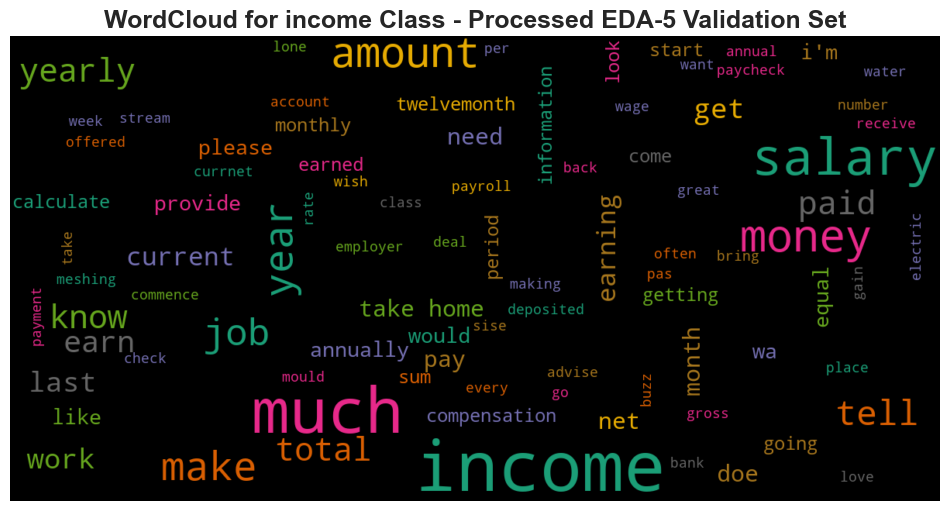 WordCloud for income Class - Processed EDA-5 Validation Set
lone
amount
per
look
start
annual
i'm
want
paycheck
water
yearly
account
twelvemonth
information
wage
get
number
receive
week
stream
monthly
need
offered
please
earned
currnet
wish
back
come
salary
calculate
provide
year
rate
class
payroll
great
paid
money
take
current
employer
deal
period
earning
often
bring
electric
meshing
making
pas
getting
equal
gain
payment
commence
take home
deposited
know
job
sise
would
earn
check
annually
pay
month
wa
place
last
mould
sum
every
advise
go
buzz
like
much
compensation
net
gross
tell
work
make
total
income
bank
doe
going
love